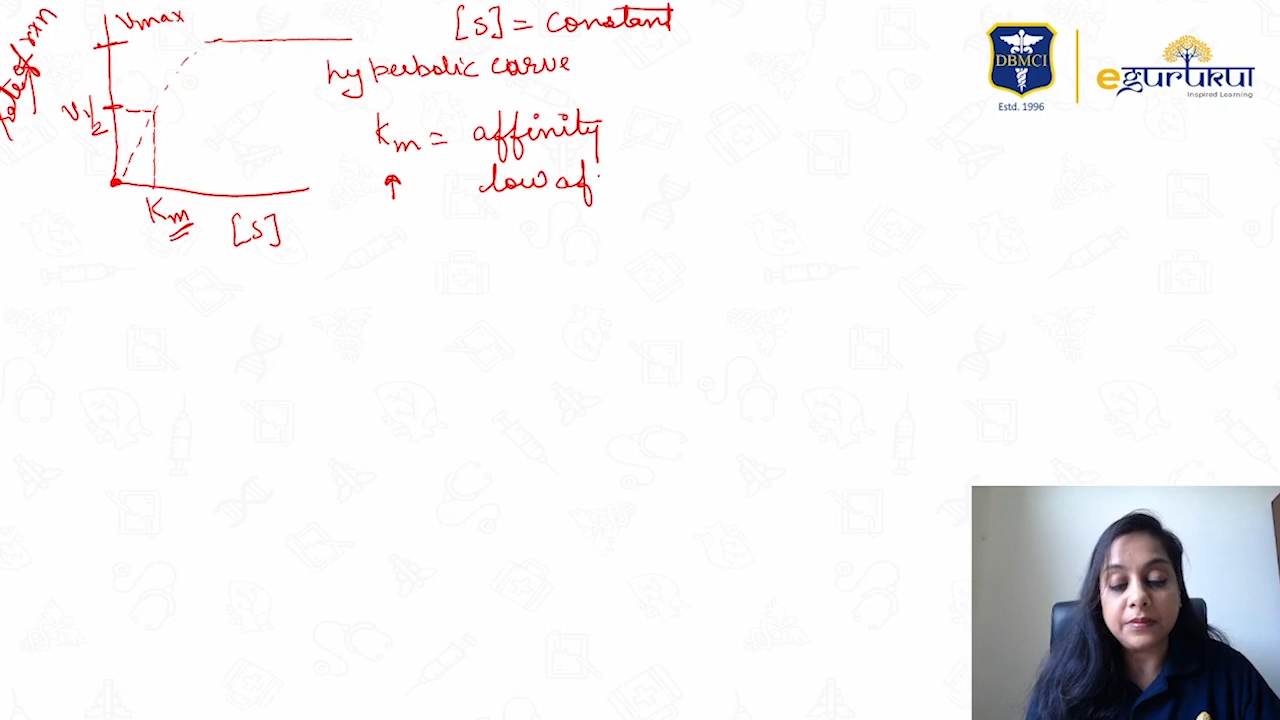 Vmax
[S] = constant
rate of rxn
hyperbolic curve
V1/2
Km = affinity
↑ low af
Km
[S]
DBMCI
Estd. 1996
egurukul
Inspired Learning